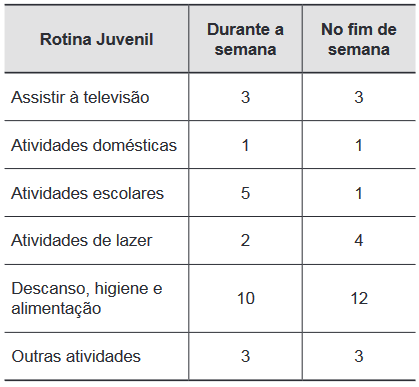 Rotina Juvenil
Durante a
semana
No fim de
semana
Assistir à televisão 3 3
Atividades domésticas 1 1
Atividades escolares 5 1
Atividades de lazer 2 4
Descanso, higiene e
alimentação 10 12
Outras atividades 3 3